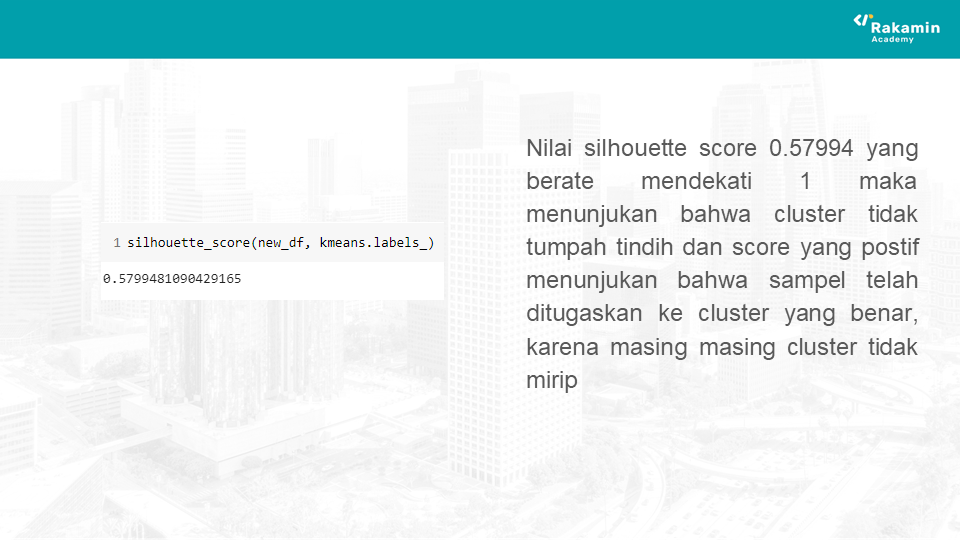 Rakamin
Academy
Nilai silhouette score 0.57994 yang
berate mendekati 1 maka
menunjukan bahwa cluster tidak
tumpah tindih dan score yang postif
menunjukan bahwa sampel telah
ditugaskan ke cluster yang benar,
karena masing masing cluster tidak
mirip
1 silhouette_score(new_df, kmeans.labels_)
0.5799481090429165